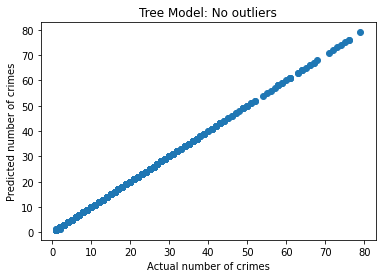 Tree Model: No outliers
80
70
60
50
40
30
20
10
0
Predicted number of crimes
0 10 20 30 40 50 60 70 80
Actual number of crimes